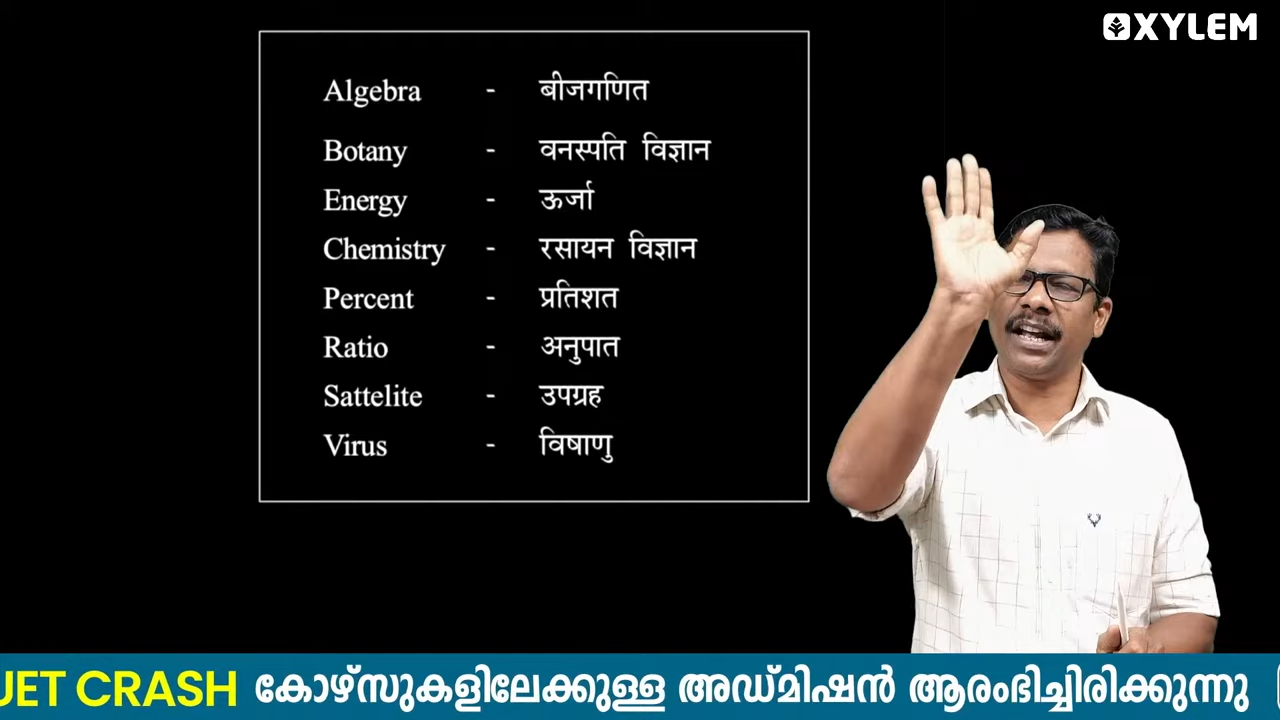 OXYLEM
Algebra - बीजगणित
Botany - वनस्पति विज्ञान
Energy - ऊर्जा
Chemistry - रसायन विज्ञान
Percent - प्रतिशत
Ratio - अनुपात
Sattelite - उपग्रह
Virus - विषाणु
JET CRASH കോഴ്സുകളിലേക്കുള്ള അഡ്മിഷൻ ആരംഭിച്ചിരിക്കുന്നു